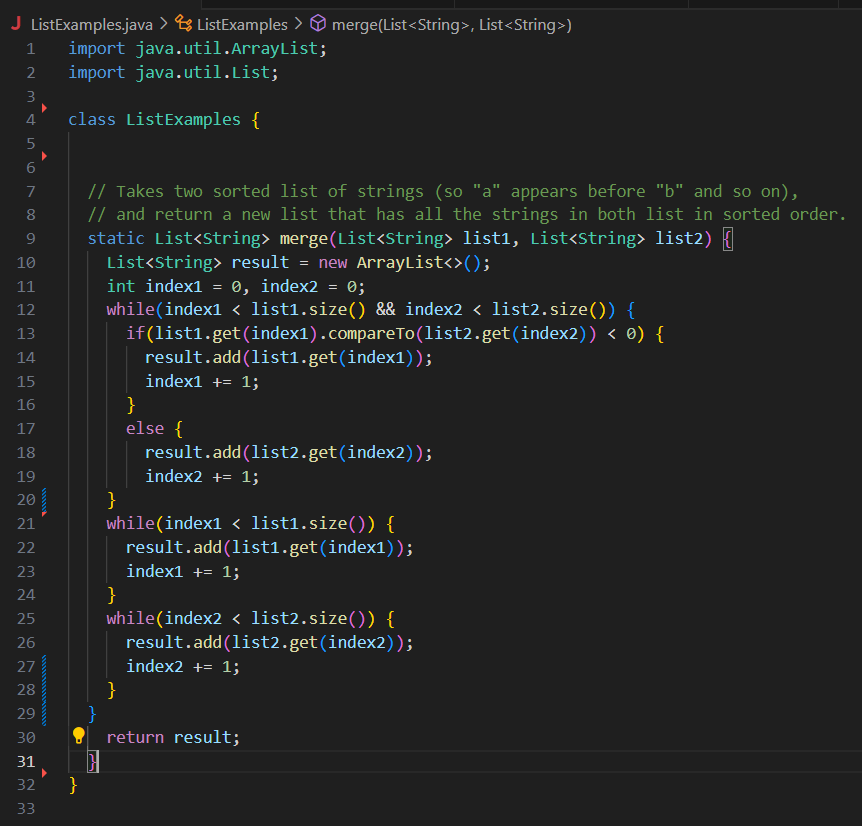 J ListExamples.java > ListExamples > merge(List<String>, List<String>)
1 import java.util.ArrayList;
2 import java.util.List;
3
4 class ListExamples {
5
6
7   // Takes two sorted list of strings (so "a" appears before "b" and so on),
8   // and return a new list that has all the strings in both list in sorted order.
9   static List<String> merge(List<String> list1, List<String> list2) {
10     List<String> result = new ArrayList<>();
11     int index1 = 0, index2 = 0;
12     while(index1 < list1.size() && index2 < list2.size()) {
13       if(list1.get(index1).compareTo(list2.get(index2)) < 0) {
14         result.add(list1.get(index1));
15         index1 += 1;
16       }
17       else {
18         result.add(list2.get(index2));
19         index2 += 1;
20     }
21     while(index1 < list1.size()) {
22       result.add(list1.get(index1));
23       index1 += 1;
24     }
25     while(index2 < list2.size()) {
26       result.add(list2.get(index2));
27       index2 += 1;
28     }
29   }
30     return result;
31   }
32 }
33